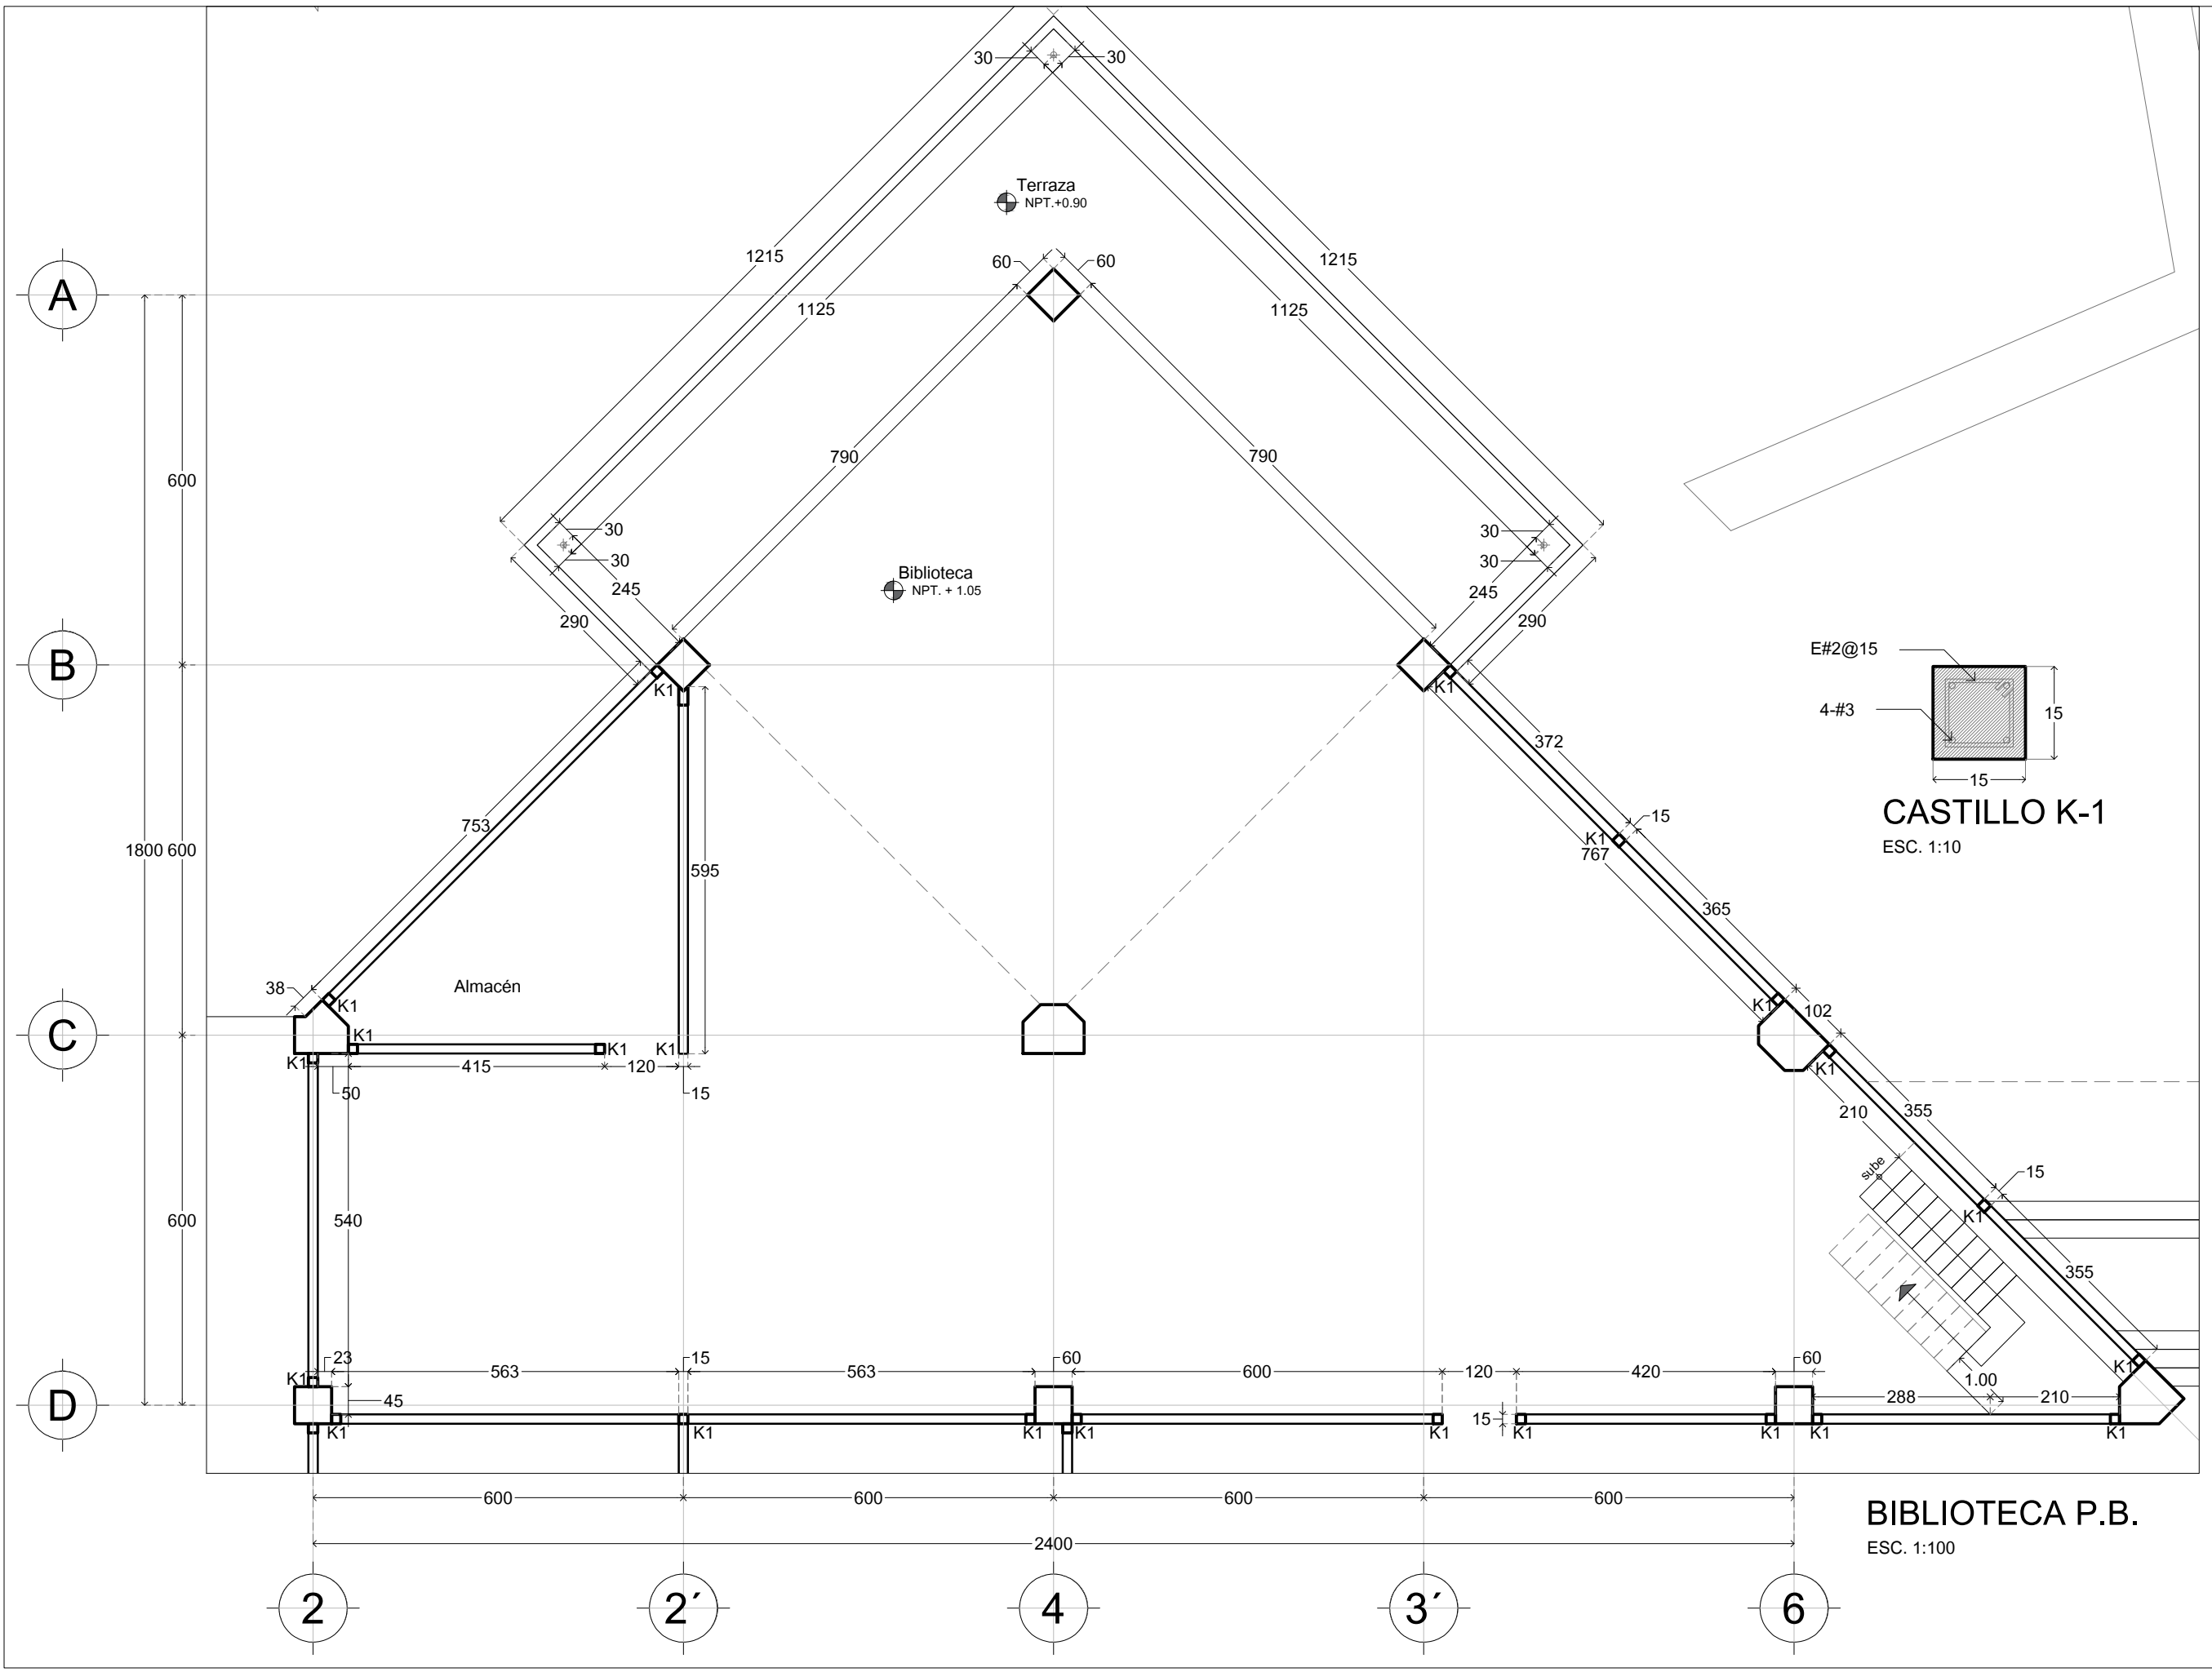 30
30
Terraza
NPT.+0.90
1215
1215
60
60
A
1125
1125
790
790
600
30
30
30
30
245
245
290
290
Biblioteca
NPT. + 1.05
B
K1
K1
E#2@15
4-#3
15
15
CASTILLO K-1
ESC. 1:10
372
15
K1
767
753
1800
600
595
365
38
Almacén
K1
K1
102
C
K1
K1
K1
K1
K1
415
120
50
15
210
355
sube
15
K1
600
540
355
23
563
15
563
60
600
120
420
60
K1
K1
1.00
D
45
288
210
15
K1
K1
K1
K1
K1
K1
K1
K1
K1
600
600
600
600
BIBLIOTECA P.B.
ESC. 1:100
2400
2
2´
4
3´
6